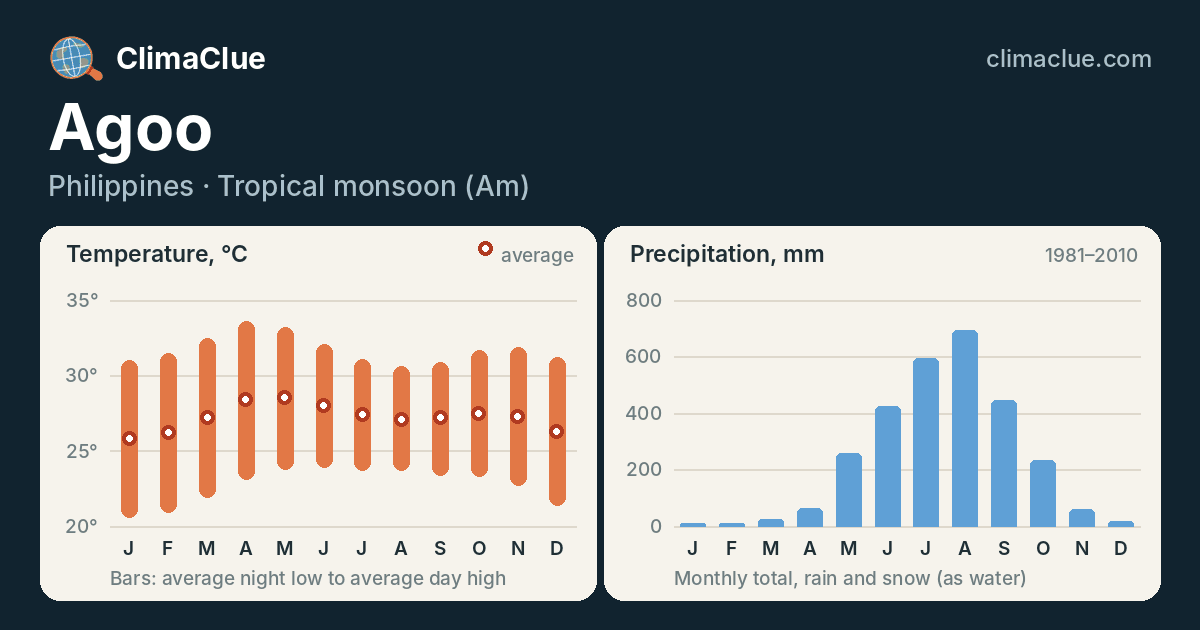 ClimaClue
climaclue.com
Agoo
Philippines · Tropical monsoon (Am)
Temperature, °C
average
35°
30°
25°
20°
J F M A M J J A S O N D
Bars: average night low to average day high
Precipitation, mm
1981–2010
800
600
400
200
0
J F M A M J J A S O N D
Monthly total, rain and snow (as water)